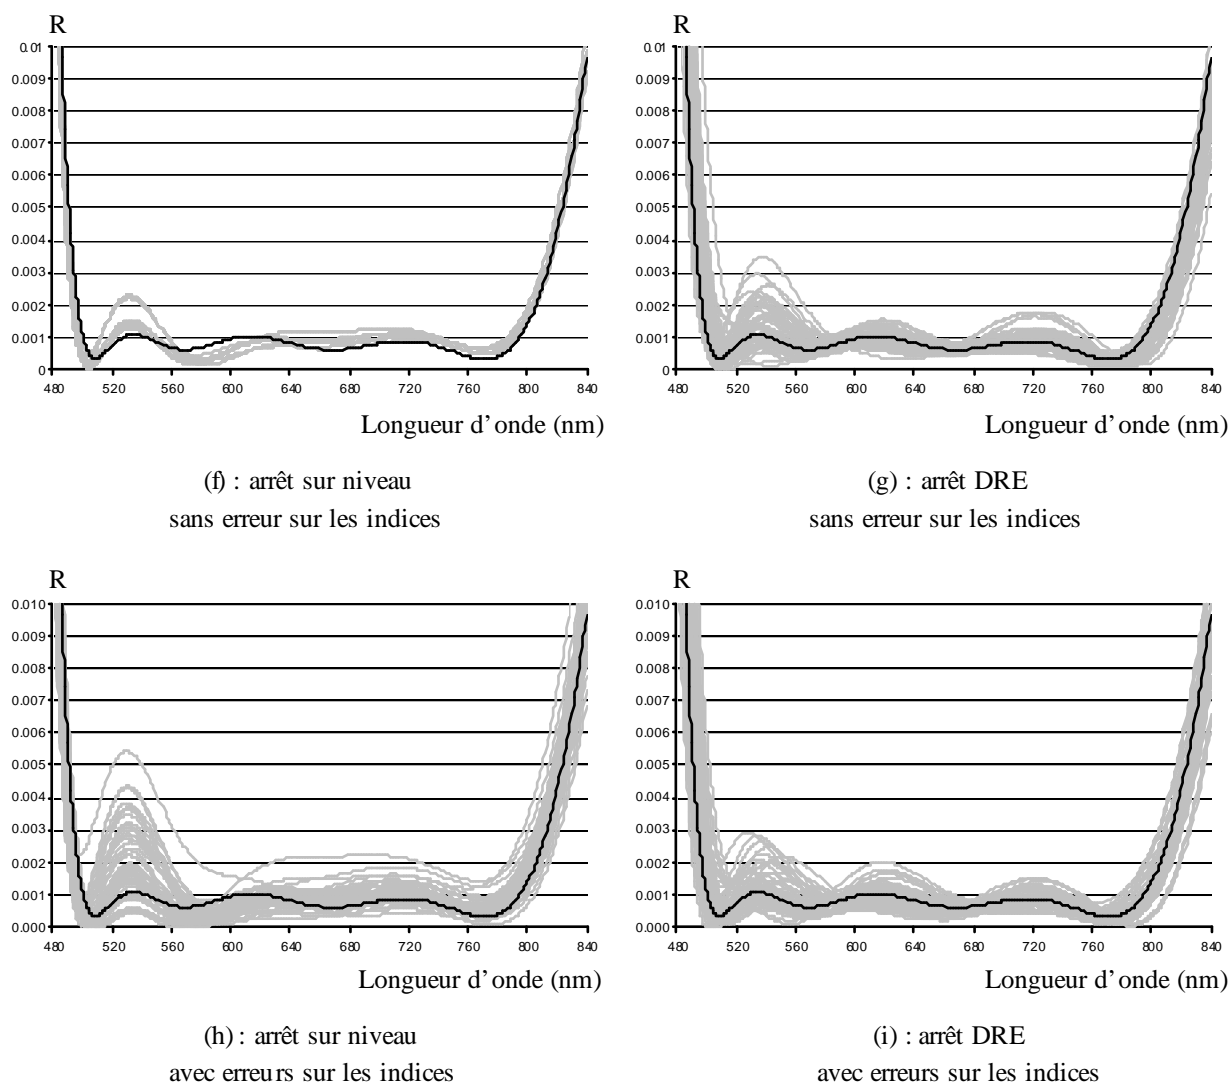 R
0.01
0.009
0.008
0.007
0.006
0.005
0.004
0.003
0.002
0.001
0
480 520 560 600 640 680 720 760 800 840
Longueur d'onde (nm)
(f) : arrêt sur niveau
sans erreur sur les indices
R
0.01
0.009
0.008
0.007
0.006
0.005
0.004
0.003
0.002
0.001
0
480 520 560 600 640 680 720 760 800 840
Longueur d'onde (nm)
(g) : arrêt DRE
sans erreur sur les indices
R
0.010
0.009
0.008
0.007
0.006
0.005
0.004
0.003
0.002
0.001
0.000
480 520 560 600 640 680 720 760 800 840
Longueur d'onde (nm)
(h) : arrêt sur niveau
avec erreurs sur les indices
R
0.010
0.009
0.008
0.007
0.006
0.005
0.004
0.003
0.002
0.001
0.000
480 520 560 600 640 680 720 760 800 840
Longueur d'onde (nm)
(i) : arrêt DRE
avec erreurs sur les indices